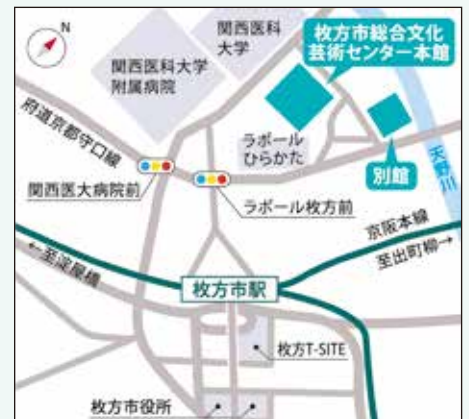 N
関西医科
大学
枚方市総合文化
芸術センター本館
関西医科大学
附属病院
府道京都守口線
ラポール
ひらかた
別館
天野川
関西医大病院前
ラポール枚方前
京阪本線
至出町柳→
←至淀屋橋
枚方市駅
枚方T-SITE
枚方市役所